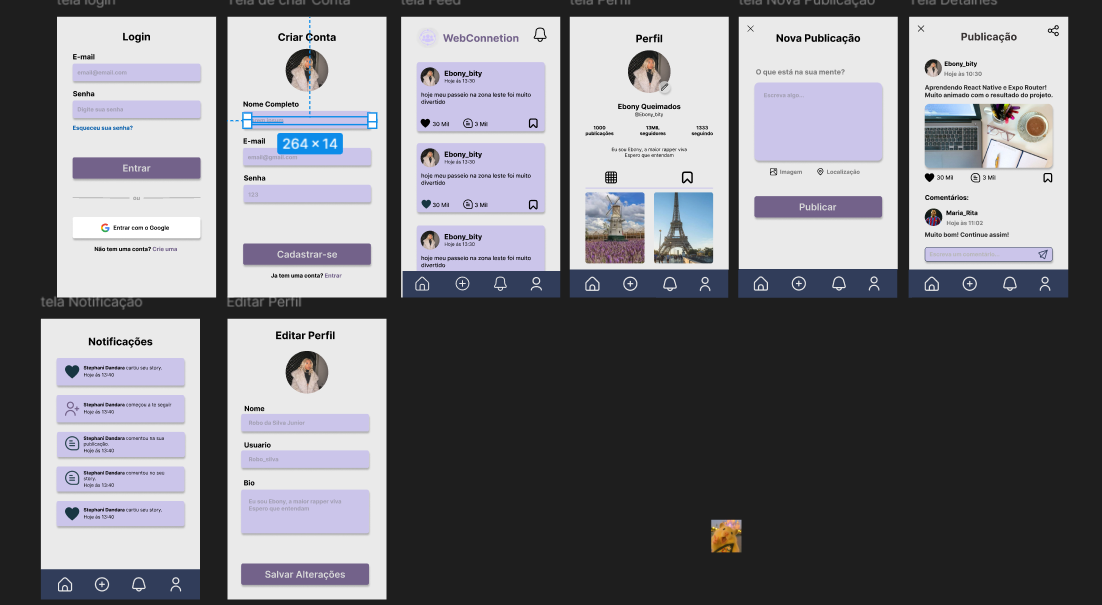 tela login
Login
E-mail
email@email.com
Senha
Digite sua senha
Esqueceu sua senha?
Entrar
ou
Entrar com o Google
Não tem uma conta? Crie uma
Tela de criar Conta
Criar Conta
Nome Completo
264 × 14
E-mail
email@gmail.com
Senha
123
Cadastrar-se
Ja tem uma conta? Entrar
tela Feed
WebConnetion
Ebony_bity
Hoje ás 13:30
hoje meu passeio na zona leste foi muito
divertido
30 Mil
3 Mil
Ebony_bity
Hoje ás 13:30
hoje meu passeio na zona leste foi muito
divertido
30 Mil
3 Mil
Ebony_bity
Hoje ás 13:30
hoje meu passeio na zona leste foi muito
divertido
tela Perfil
Perfil
Ebony Queimados
@Ebony_bity
1000
publicações
13MIL
seguideres
1333
seguindo
Eu sou Ebony, a maior rapper viva
Espero que entendam
tela Nova Publicação
Nova Publicação
O que está na sua mente?
Escreva algo...
Imagem
Localização
Publicar
Tela Detalhes
Publicação
Ebony_bity
Hoje ás 10:30
Aprendendo React Native e Expo Router!
Muito animado com o resultado do projeto.
30 Mil
3 Mil
Comentários:
Maria_Rita
Hoje ás 11:02
Muito bom! Continue assim!
tela Notificação
Notificações
Stephani Dandara curtiu seu story.
Hoje ás 13:40
Stephani Dandara começou a te seguir
Hoje ás 13:40
Stephani Dandara comentou na sua
publicação.
Hoje ás 13:40
Stephani Dandara comentou no seu
story.
Hoje ás 13:40
Stephani Dandara curtiu seu story.
Hoje ás 13:40
Editar Perfil
Editar Perfil
Nome
Robo da Silva Junior
Usuario
Robo_silva
Bio
Eu sou Ebony, a maior rapper viva
Espero que entendam
Salvar Alterações